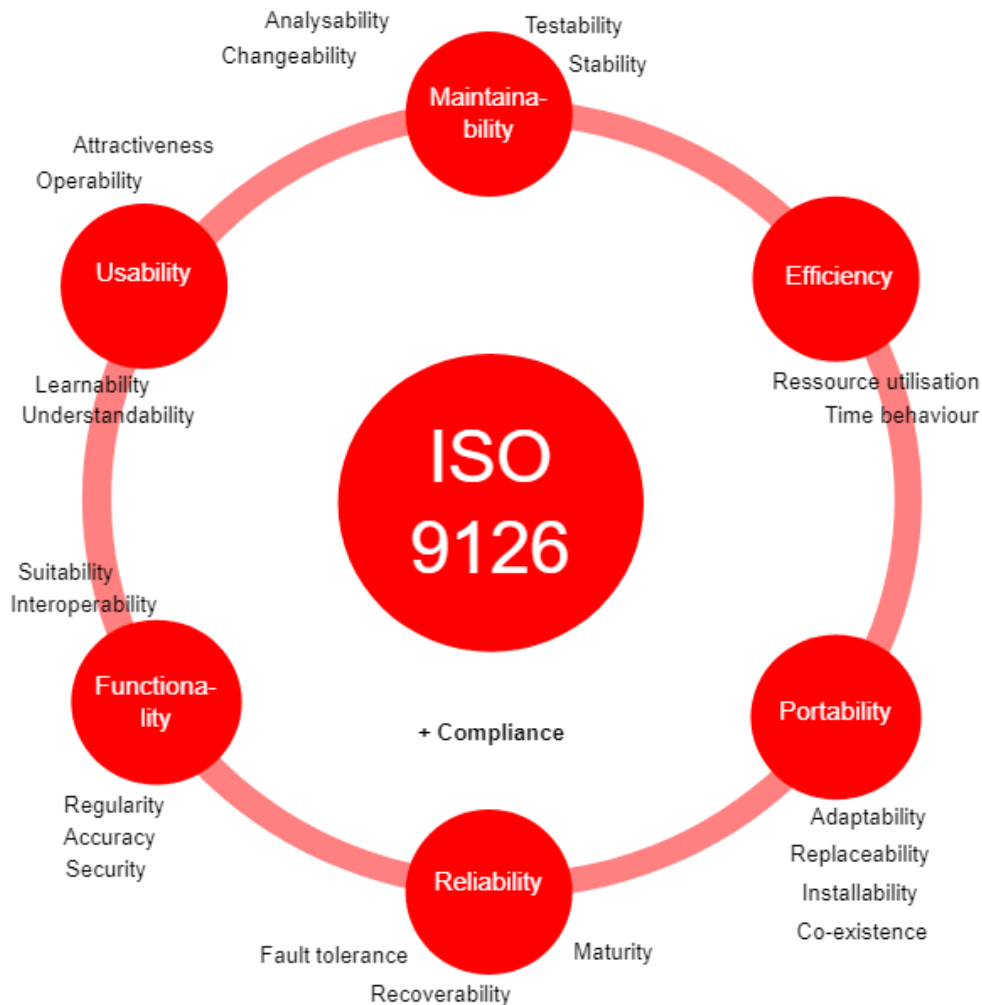 Analysability
Changeability
Testability
Stability
Maintaina-
bility
Attractiveness
Operability
Usability
Learnability
Understandability
Efficiency
Ressource utilisation
Time behaviour
ISO
9126
Suitability
Interoperability
Functiona-
lity
Regularity
Accuracy
Security
+ Compliance
Portability
Adaptability
Replaceability
Installability
Co-existence
Reliability
Fault tolerance
Maturity
Recoverability